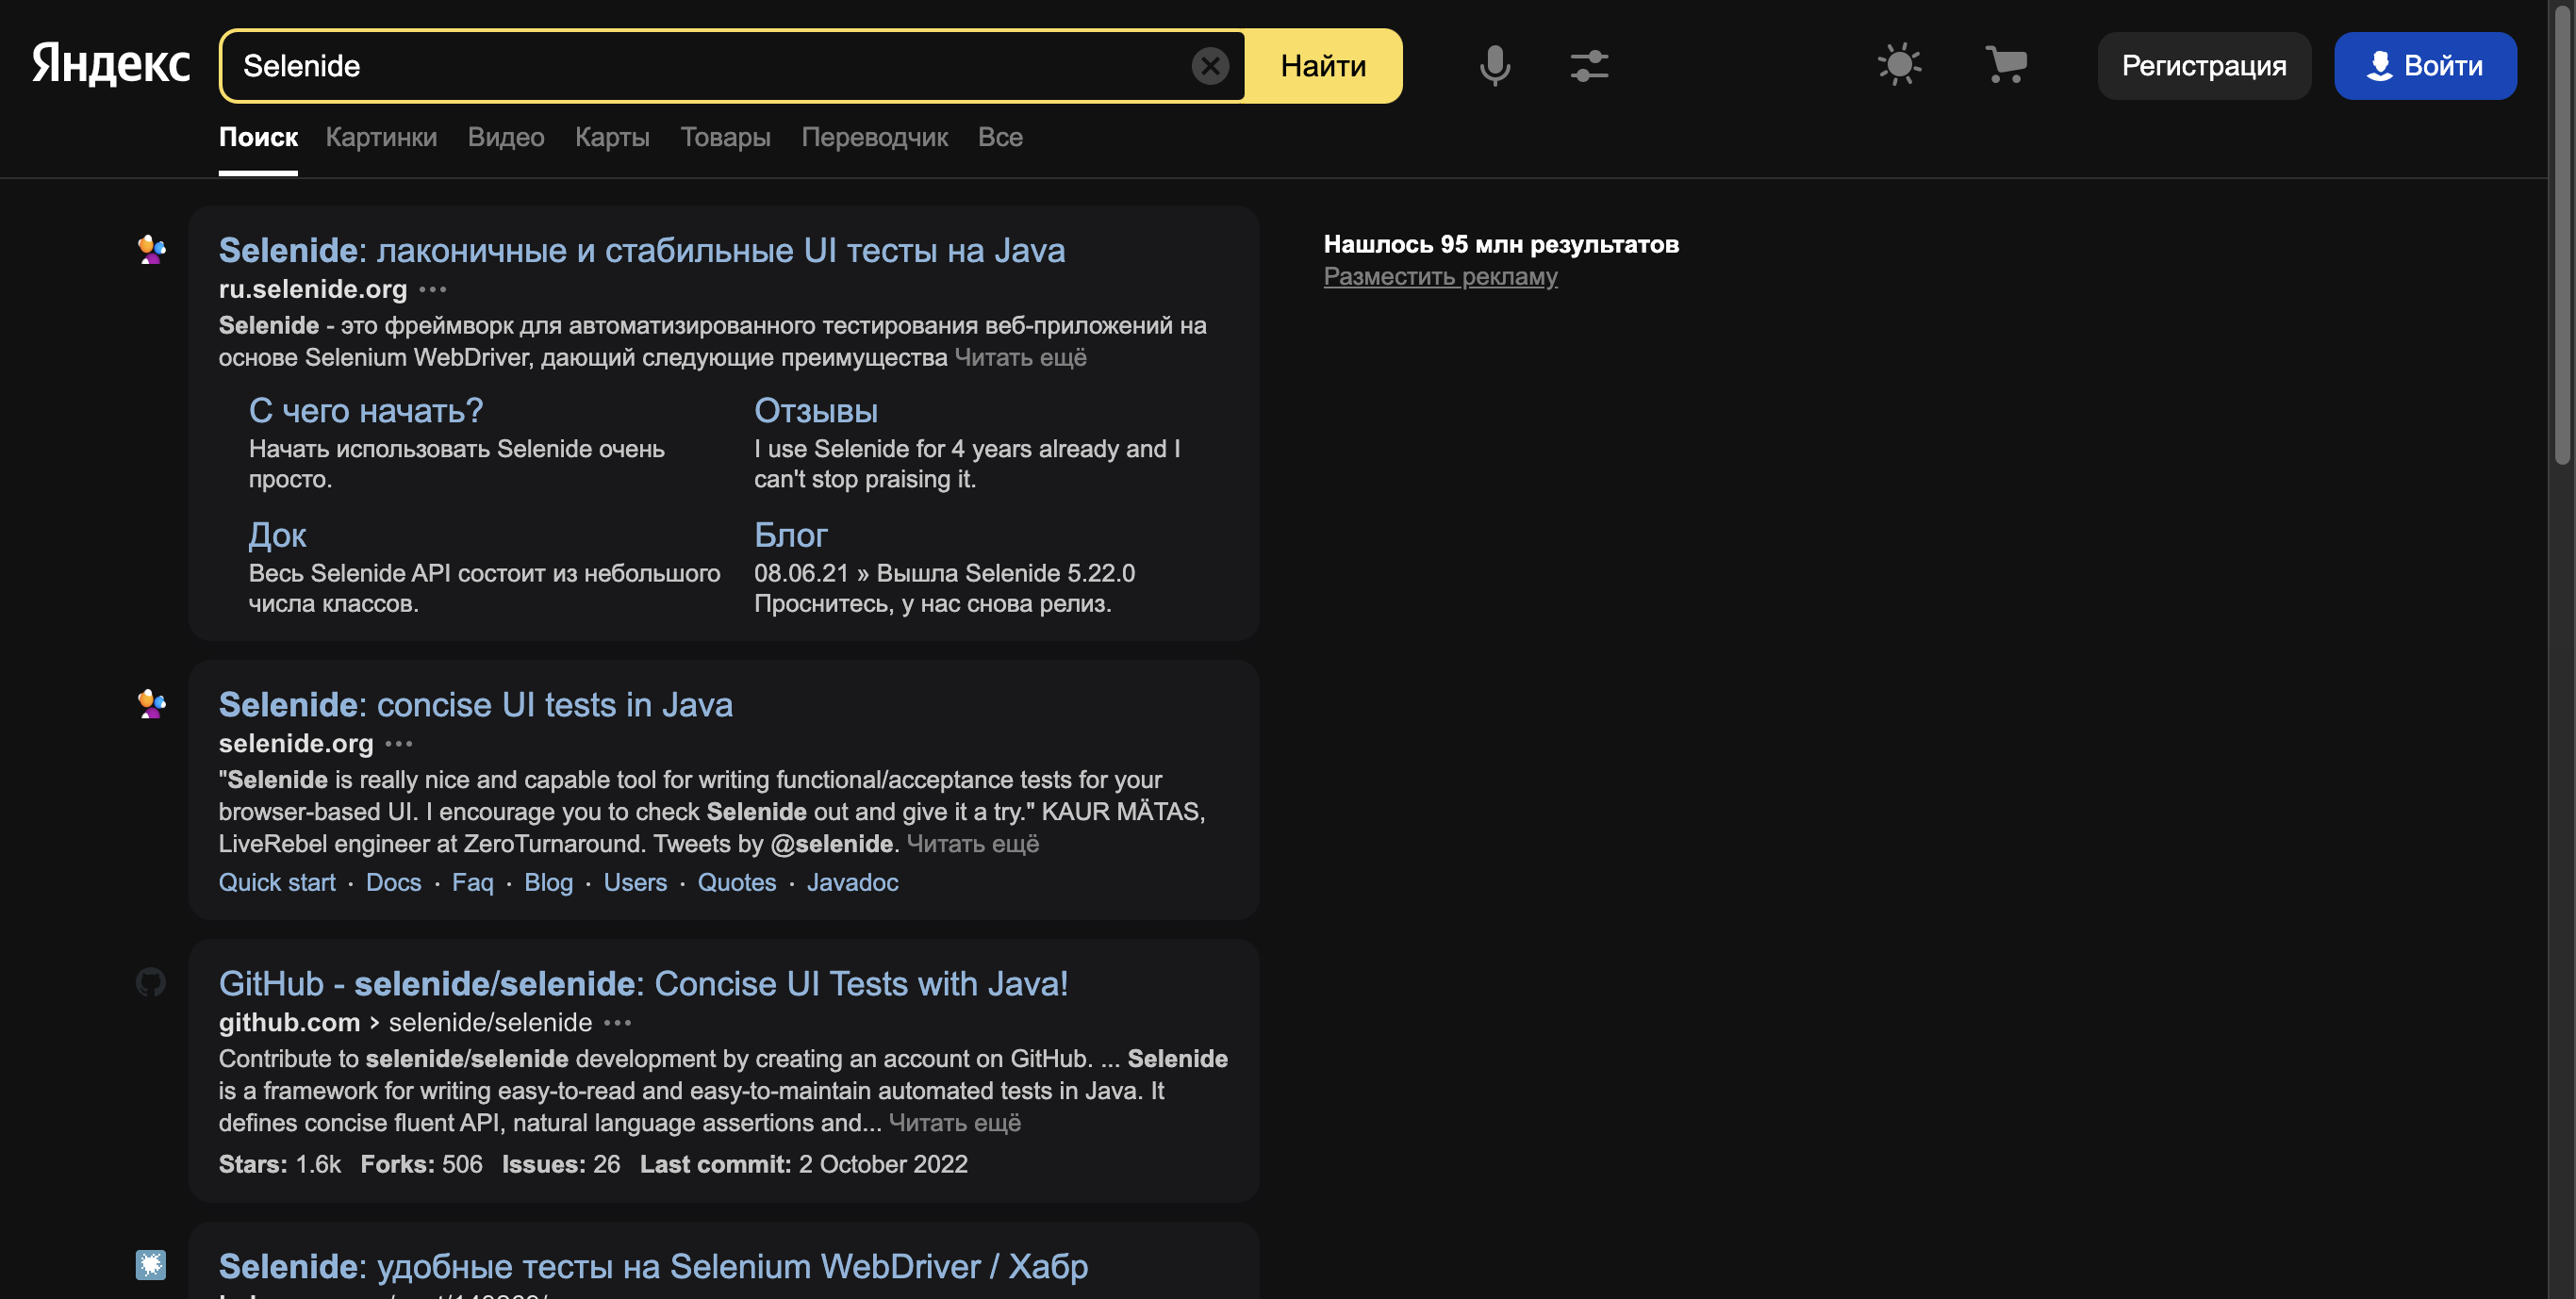 Яндекс
Selenide
Найти
Регистрация
Войти
Поиск Картинки Видео Карты Товары Переводчик Все
Selenide: лаконичные и стабильные UI тесты на Java
ru.selenide.org
Selenide - это фреймворк для автоматизированного тестирования веб-приложений на
основе Selenium WebDriver, дающий следующие преимущества Читать ещё
С чего начать?
Начать использовать Selenide очень
просто.
Отзывы
I use Selenide for 4 years already and I
can't stop praising it.
Док
Весь Selenide API состоит из небольшого
числа классов.
Блог
08.06.21 » Вышла Selenide 5.22.0
Проснитесь, у нас снова релиз.
Нашлось 95 млн результатов
Разместить рекламу
Selenide: concise UI tests in Java
selenide.org
"Selenide is really nice and capable tool for writing functional/acceptance tests for your
browser-based UI. I encourage you to check Selenide out and give it a try." KAUR MÄTAS,
LiveRebel engineer at ZeroTurnaround. Tweets by @selenide. Читать ещё
Quick start · Docs · Faq · Blog · Users · Quotes · Javadoc
GitHub - selenide/selenide: Concise UI Tests with Java!
github.com › selenide/selenide
Contribute to selenide/selenide development by creating an account on GitHub. ... Selenide
is a framework for writing easy-to-read and easy-to-maintain automated tests in Java. It
defines concise fluent API, natural language assertions and... Читать ещё
Stars: 1.6k Forks: 506 Issues: 26 Last commit: 2 October 2022
Selenide: удобные тесты на Selenium WebDriver / Хабр